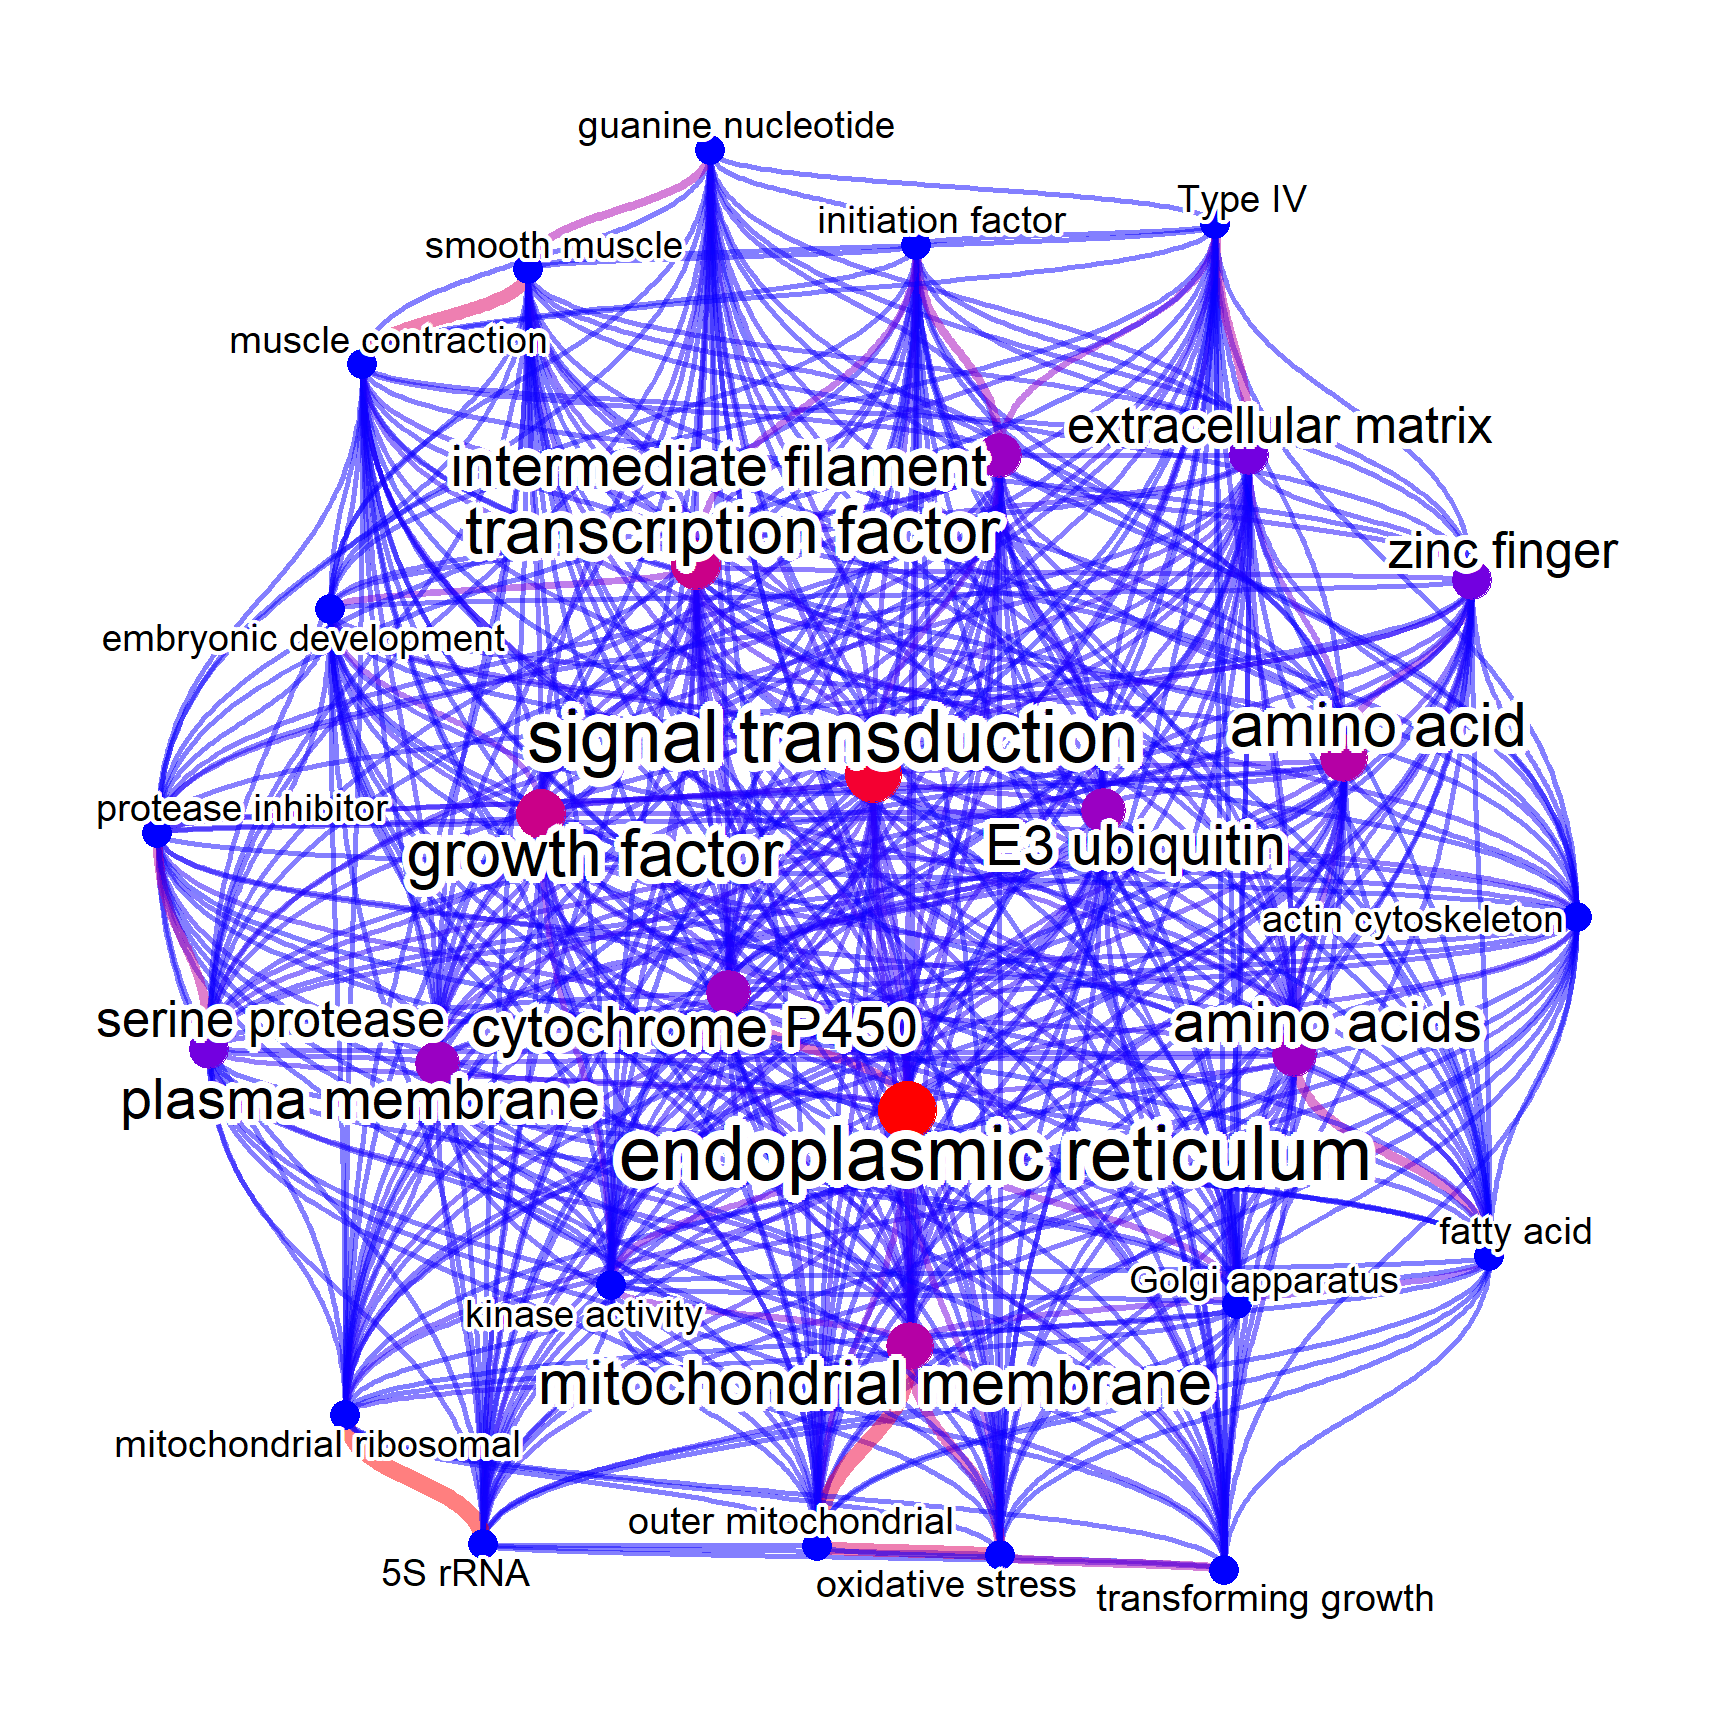 guanine nucleotide
Type IV
initiation factor
smooth muscle
muscle contraction
extracellular matrix
intermediate filament
transcription factor
zinc finger
embryonic development
signal transduction
amino acid
protease inhibitor
growth factor
E3 ubiquitin
actin cytoskeleton
serine protease
cytochrome P450
amino acids
plasma membrane
endoplasmic reticulum
fatty acid
Golgi apparatus
kinase activity
mitochondrial membrane
mitochondrial ribosomal
outer mitochondrial
5S rRNA
oxidative stress
transforming growth